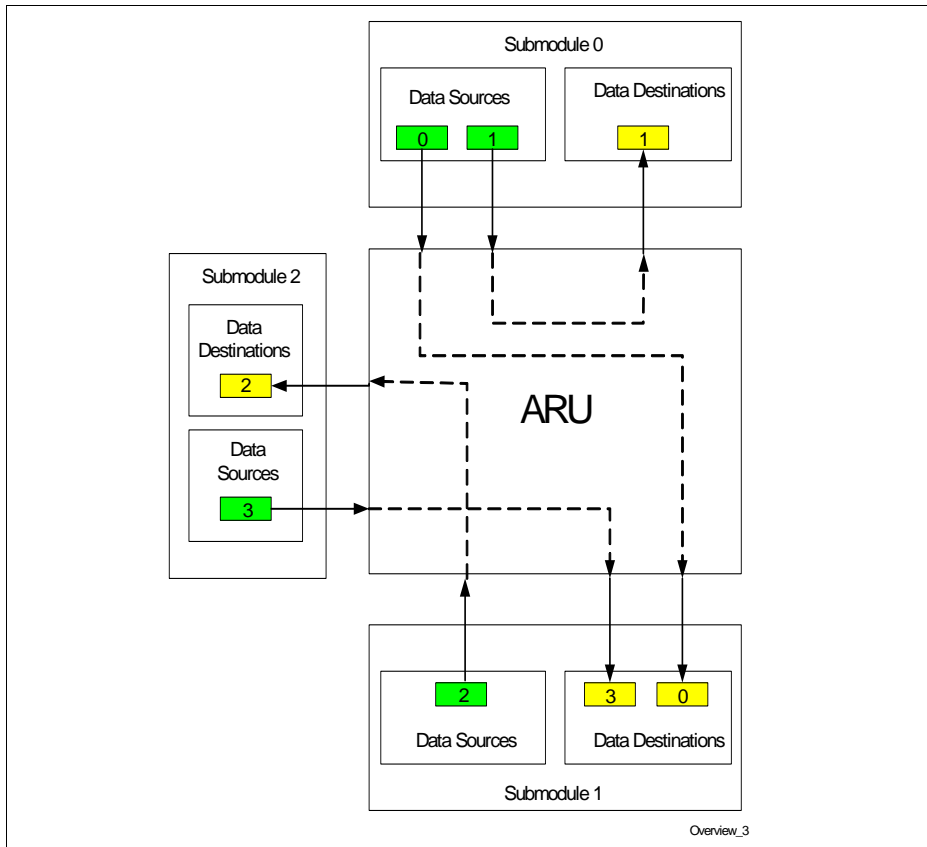 Submodule 0
Data Sources
Data Destinations
0
1
1
Submodule 2
Data
Destinations
2
Data
Sources
3
ARU
2
3
0
Data Sources
Data Destinations
Submodule 1
Overview_3